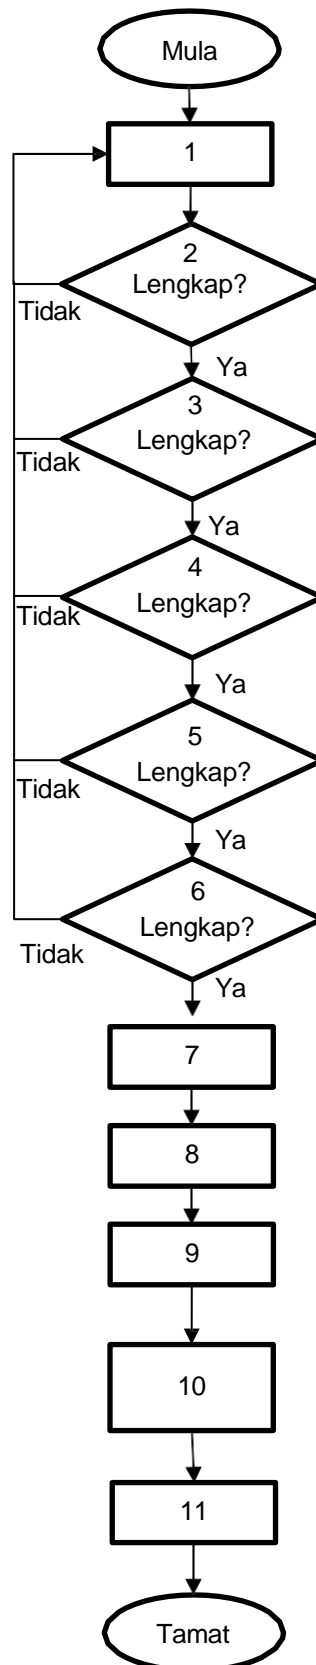 Mula
1
2
Lengkap?
Tidak
Ya
3
Lengkap?
Tidak
Ya
4
Lengkap?
Tidak
Ya
5
Lengkap?
Tidak
Ya
6
Lengkap?
Tidak
Ya
7
8
9
10
11
Tamat